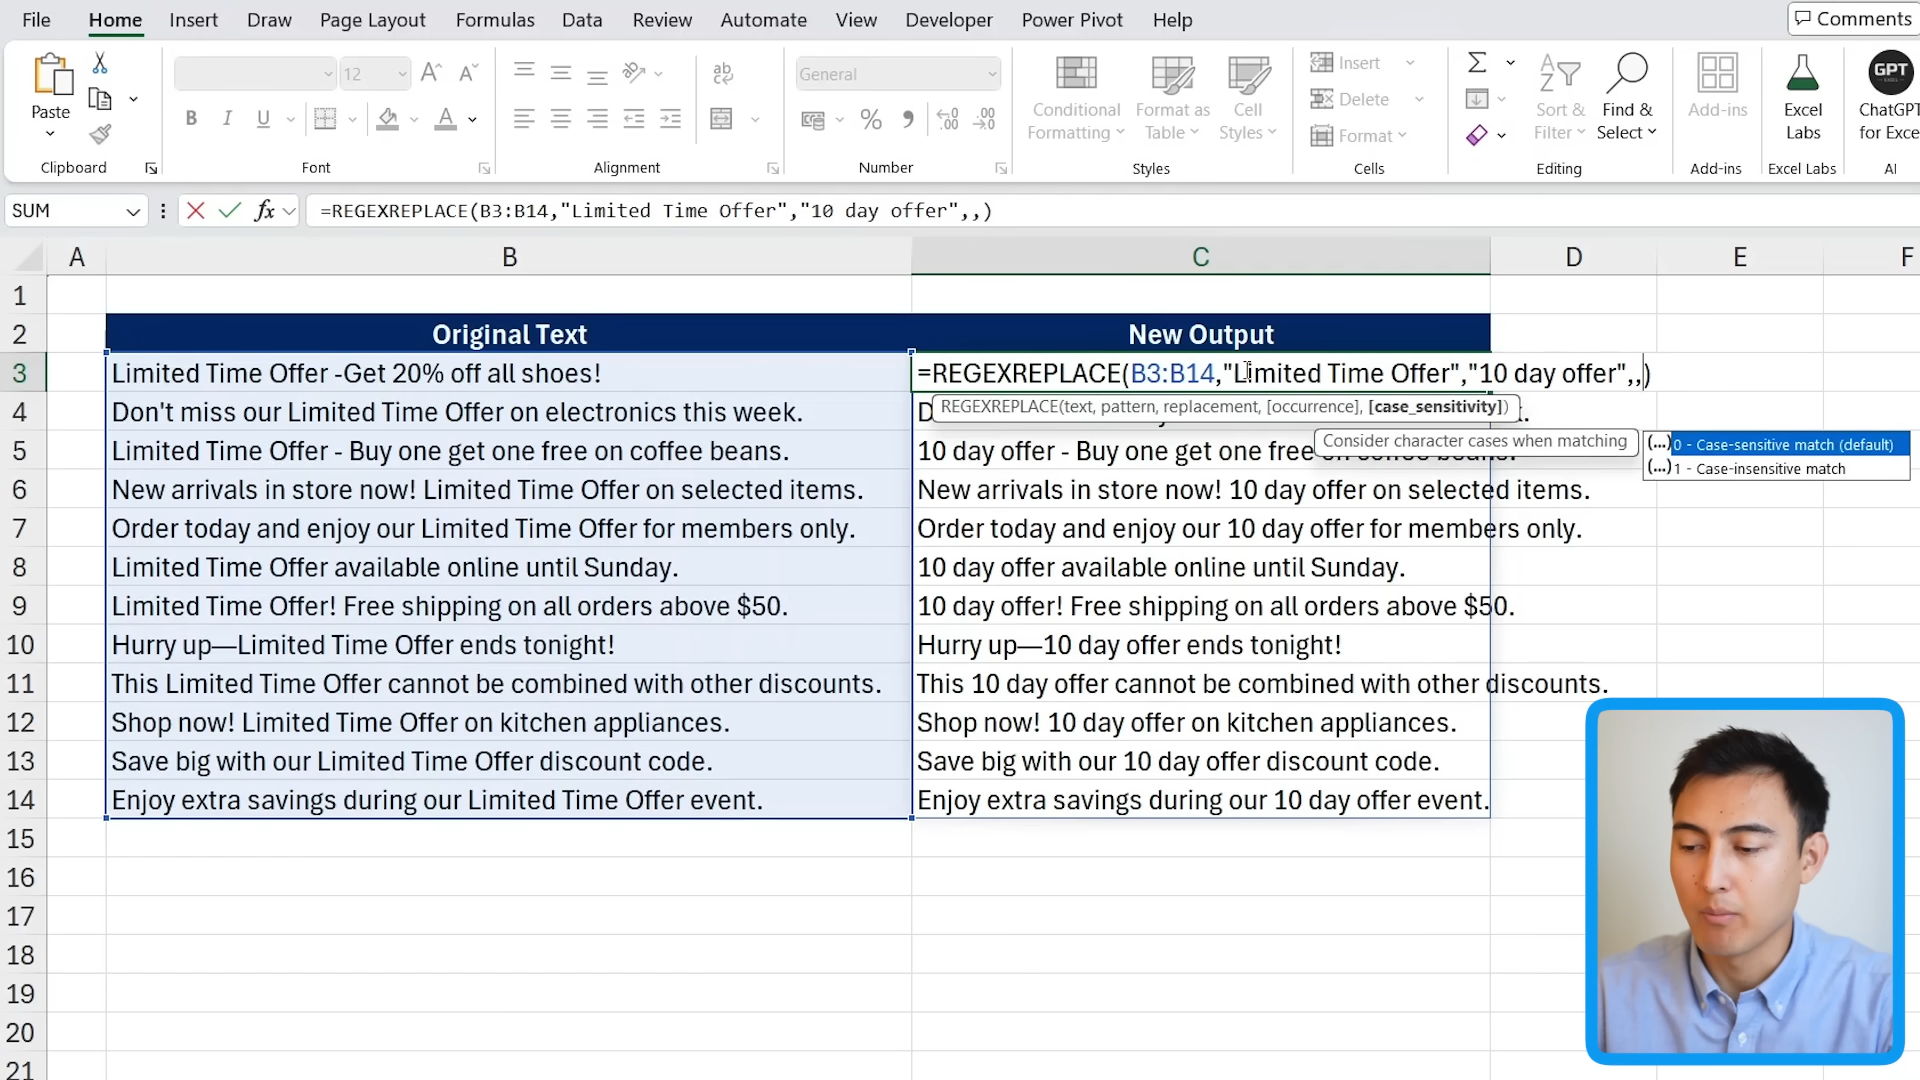 File Home Insert Draw Page Layout Formulas Data Review Automate View Developer Power Pivot Help Comments
Paste 12 General Conditional Formatting Format as Table Cell Styles Insert Delete Format Sort & Filter Find & Select Add-ins Excel Labs GPT ChatGPT for Exce
Clipboard Font Alignment Number Styles Cells Editing Add-ins Excel Labs AI
SUM fx =REGEXREPLACE(B3:B14,"Limited Time Offer","10 day offer",,)
A B C D E F
1
2 Original Text New Output
3 Limited Time Offer -Get 20% off all shoes! =REGEXREPLACE(B3:B14,"Limited Time Offer","10 day offer",,)
REGEXREPLACE(text, pattern, replacement, [occurrence], [case_sensitivity])
4 Don't miss our Limited Time Offer on electronics this week.
Consider character cases when matching (...) 0 - Case-sensitive match (default)
(...) 1 - Case-insensitive match
5 Limited Time Offer - Buy one get one free on coffee beans. 10 day offer - Buy one get one free on coffee beans.
6 New arrivals in store now! Limited Time Offer on selected items. New arrivals in store now! 10 day offer on selected items.
7 Order today and enjoy our Limited Time Offer for members only. Order today and enjoy our 10 day offer for members only.
8 Limited Time Offer available online until Sunday. 10 day offer available online until Sunday.
9 Limited Time Offer! Free shipping on all orders above $50. 10 day offer! Free shipping on all orders above $50.
10 Hurry up—Limited Time Offer ends tonight! Hurry up—10 day offer ends tonight!
11 This Limited Time Offer cannot be combined with other discounts. This 10 day offer cannot be combined with other discounts.
12 Shop now! Limited Time Offer on kitchen appliances. Shop now! 10 day offer on kitchen appliances.
13 Save big with our Limited Time Offer discount code. Save big with our 10 day offer discount code.
14 Enjoy extra savings during our Limited Time Offer event. Enjoy extra savings during our 10 day offer event.
15
16
17
18
19
20
21